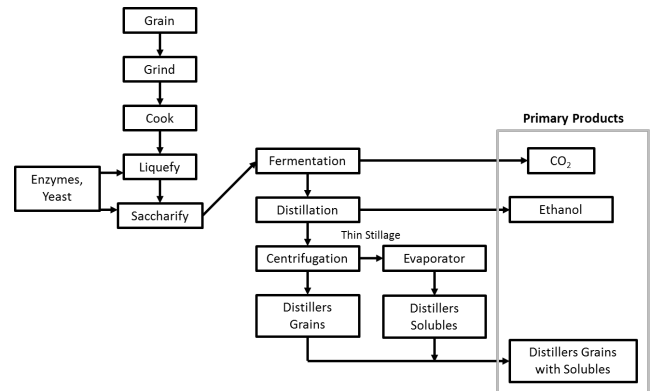 Grain
Grind
Cook
Liquefy
Enzymes,
Yeast
Saccharify
Primary Products
Fermentation
CO₂
Distillation
Ethanol
Thin Stillage
Centrifugation
Evaporator
Distillers
Grains
Distillers
Solubles
Distillers Grains
with Solubles